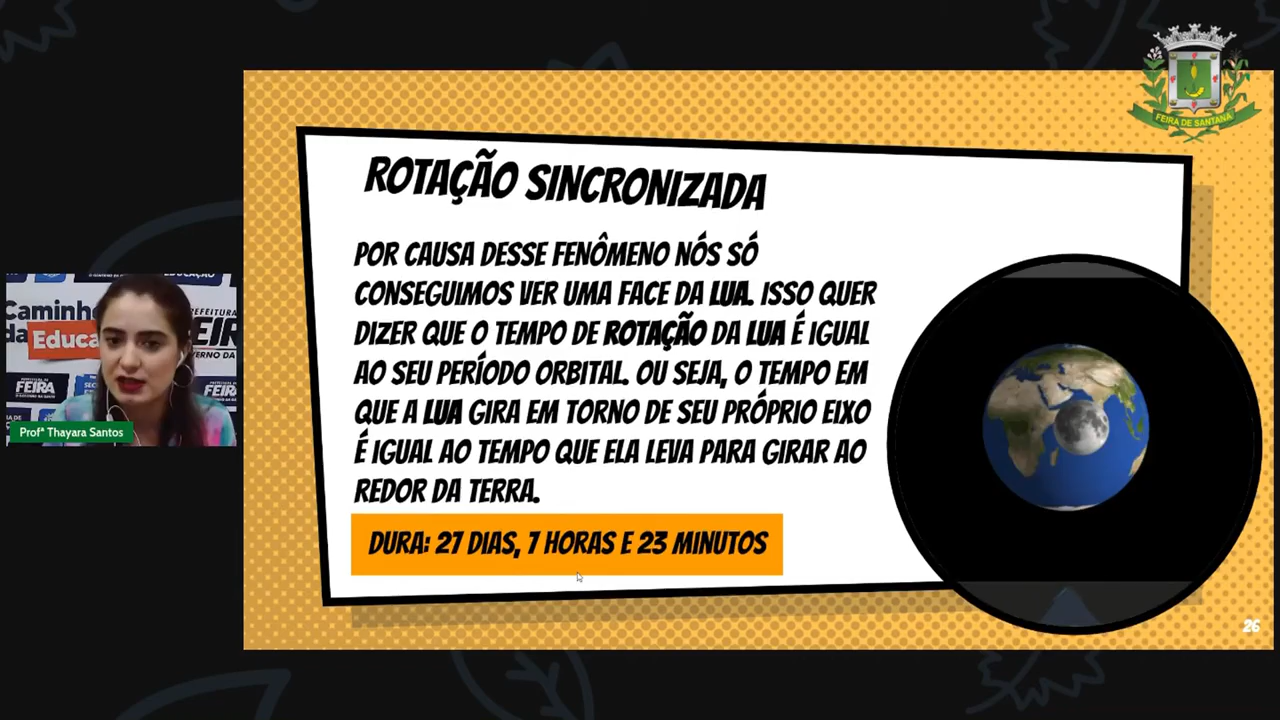 FEIRA DE SANTANA
ROTAÇÃO SINCRONIZADA
POR CAUSA DESSE FENÔMENO NÓS SÓ
CONSEGUIMOS VER UMA FACE DA LUA. ISSO QUER
DIZER QUE O TEMPO DE ROTAÇÃO DA LUA É IGUAL
AO SEU PERÍODO ORBITAL. OU SEJA, O TEMPO EM
QUE A LUA GIRA EM TORNO DE SEU PRÓPRIO EIXO
É IGUAL AO TEMPO QUE ELA LEVA PARA GIRAR AO
REDOR DA TERRA.
DURA: 27 DIAS, 7 HORAS E 23 MINUTOS
26
Caminh
da
Educa
FEIRA
Profª Thayara Santos